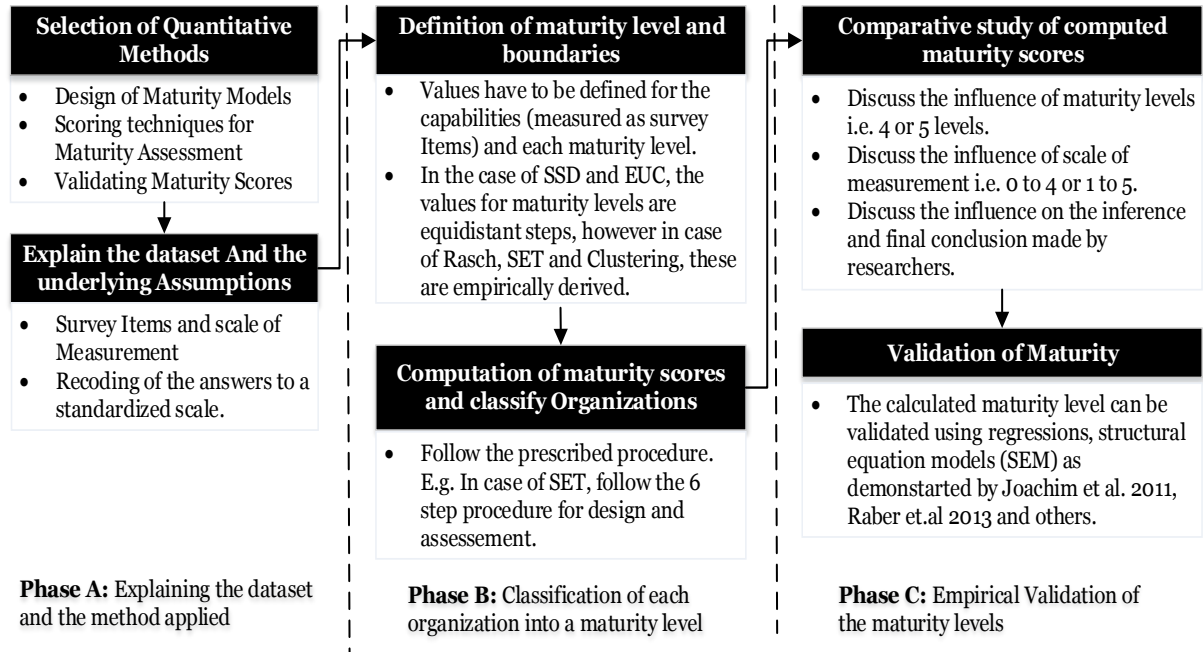 Selection of Quantitative
Methods
• Design of Maturity Models
• Scoring techniques for
Maturity Assessment
• Validating Maturity Scores
Explain the dataset And the
underlying Assumptions
• Survey Items and scale of
Measurement
• Recoding of the answers to a
standardized scale.
Phase A: Explaining the dataset
and the method applied
Definition of maturity level and
boundaries
• Values have to be defined for the
capabilities (measured as survey
Items) and each maturity level.
• In the case of SSD and EUC, the
values for maturity levels are
equidistant steps, however in case
of Rasch, SET and Clustering, these
are empirically derived.
Computation of maturity scores
and classify Organizations
• Follow the prescribed procedure.
E.g. In case of SET, follow the 6
step procedure for design and
assessement.
Phase B: Classification of each
organization into a maturity level
Comparative study of computed
maturity scores
• Discuss the influence of maturity levels
i.e. 4 or 5 levels.
• Discuss the influence of scale of
measurement i.e. 0 to 4 or 1 to 5.
• Discuss the influence on the inference
and final conclusion made by
researchers.
Validation of Maturity
• The calculated maturity level can be
validated using regressions, structural
equation models (SEM) as
demonstarted by Joachim et al. 2011,
Raber et.al 2013 and others.
Phase C: Empirical Validation of
the maturity levels